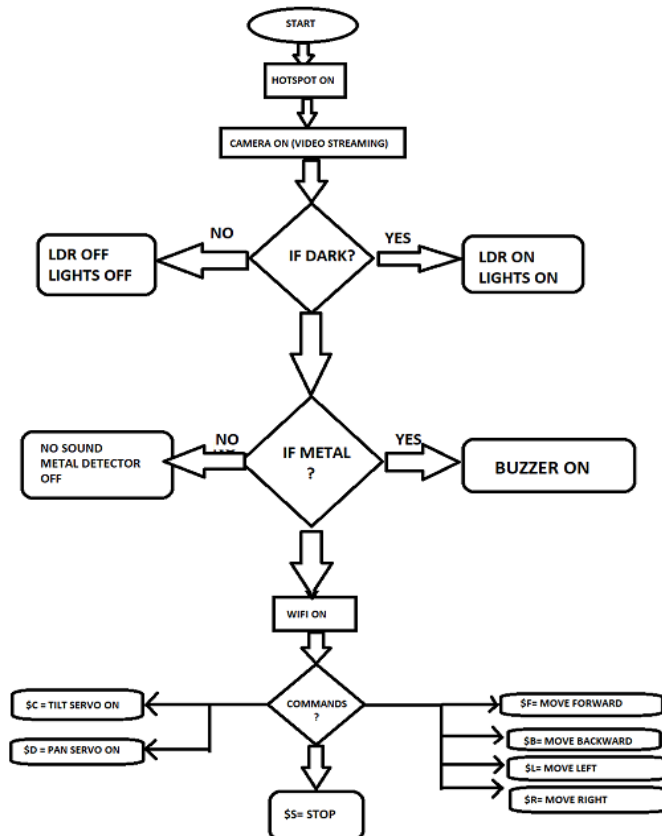 START
HOTSPOT ON
CAMERA ON (VIDEO STREAMING)
NO
YES
LDR OFF
LIGHTS OFF
IF DARK?
LDR ON
LIGHTS ON
NO
YES
NO SOUND
METAL DETECTOR
OFF
IF METAL
?
BUZZER ON
WIFI ON
$C = TILT SERVO ON
COMMANDS
?
$F= MOVE FORWARD
$D = PAN SERVO ON
$B= MOVE BACKWARD
$L= MOVE LEFT
$R= MOVE RIGHT
$S= STOP